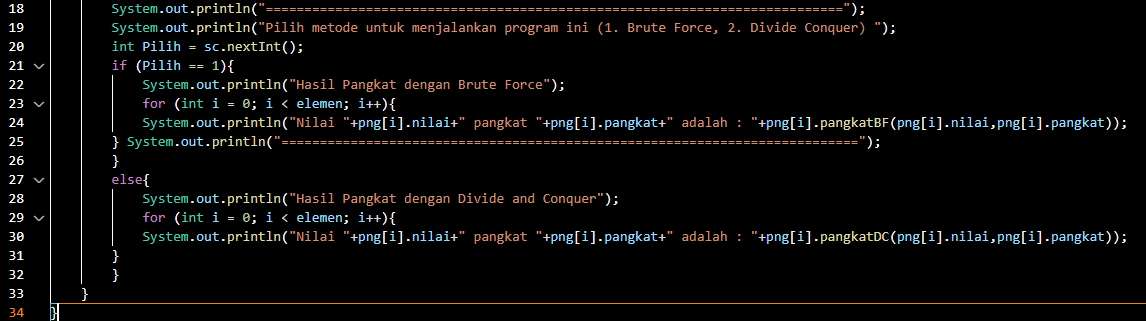 18 System.out.println("===========================================================================");
19 System.out.println("Pilih metode untuk menjalankan program ini (1. Brute Force, 2. Divide Conquer) ");
20 int Pilih = sc.nextInt();
21 if (Pilih == 1){
22 System.out.println("Hasil Pangkat dengan Brute Force");
23 for (int i = 0; i < elemen; i++){
24 System.out.println("Nilai "+png[i].nilai+" pangkat "+png[i].pangkat+" adalah : "+png[i].pangkatBF(png[i].nilai,png[i].pangkat));
25 } System.out.println("===========================================================================");
26 }
27 else{
28 System.out.println("Hasil Pangkat dengan Divide and Conquer");
29 for (int i = 0; i < elemen; i++){
30 System.out.println("Nilai "+png[i].nilai+" pangkat "+png[i].pangkat+" adalah : "+png[i].pangkatDC(png[i].nilai,png[i].pangkat));
31 }
32 }
33 }
34 }